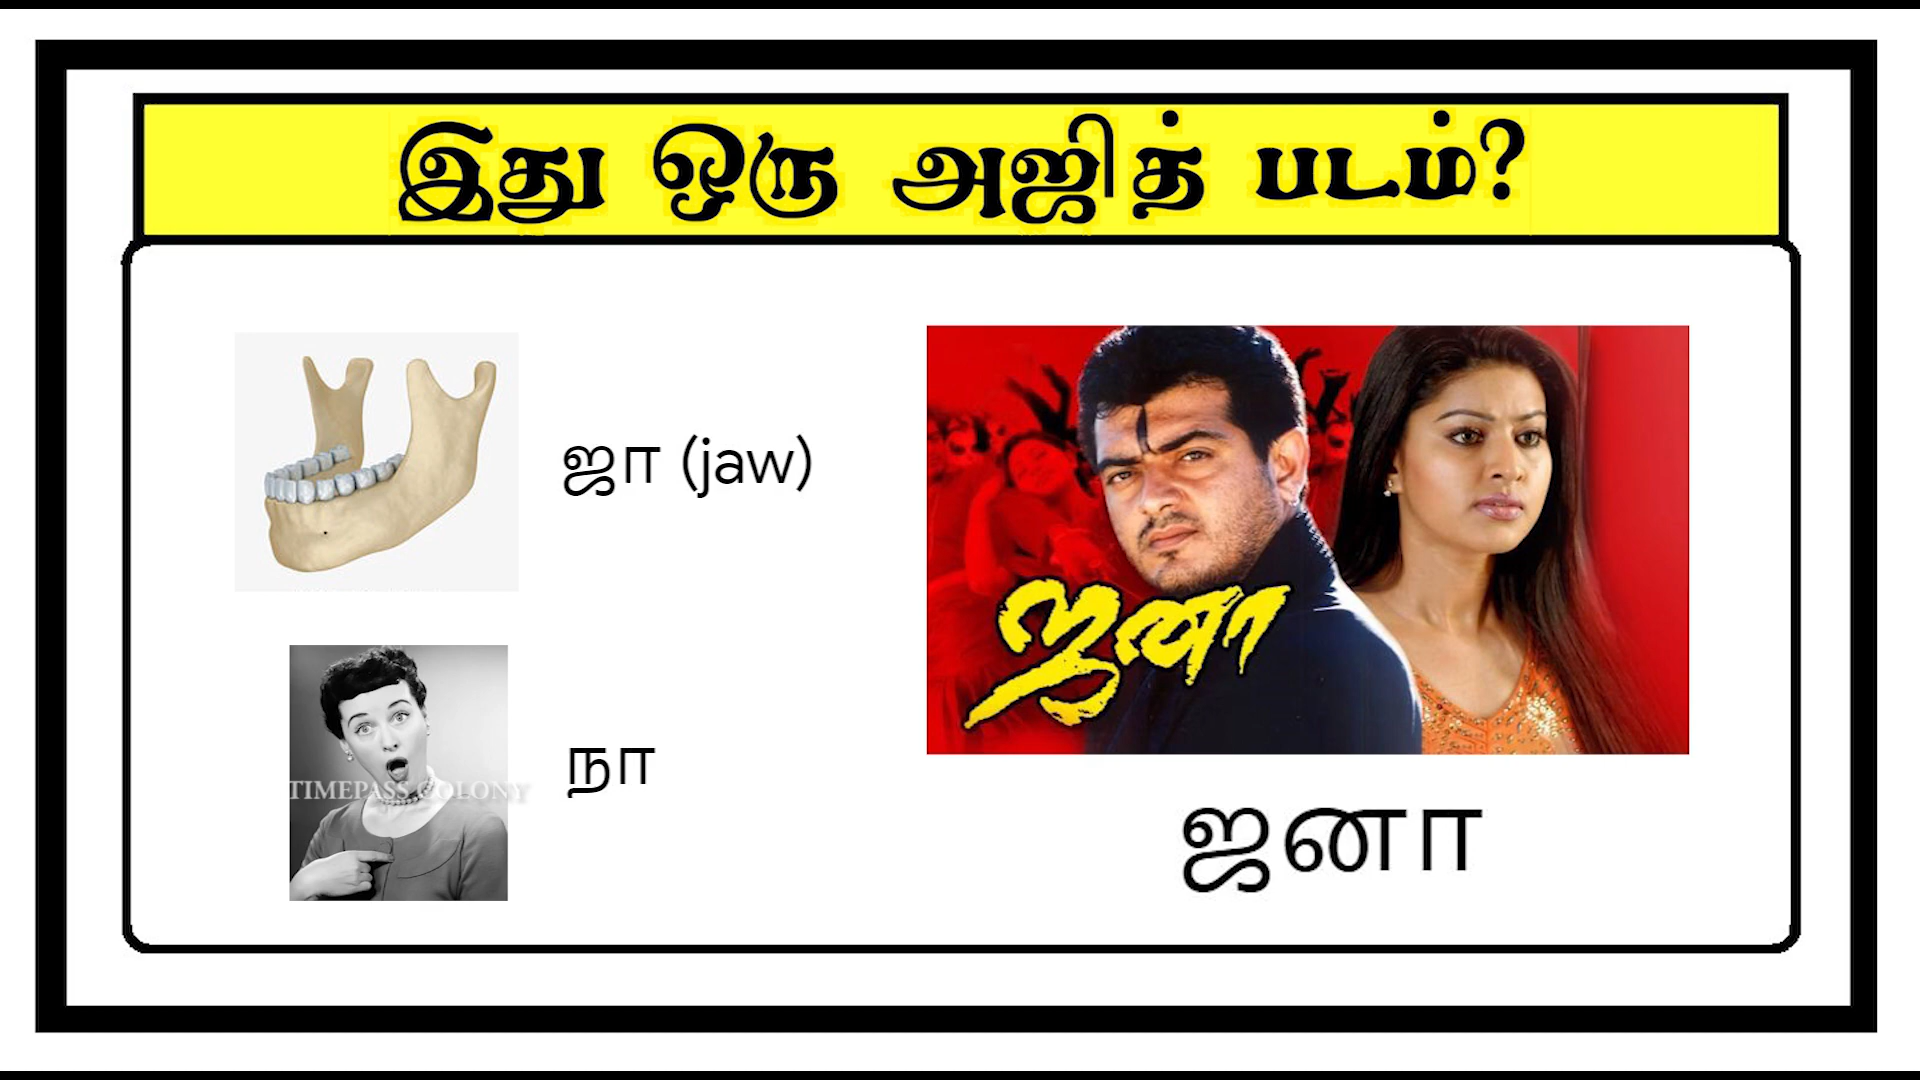 இது ஒரு அஜித் படம்?
ஜா (jaw)
ஜனா
நா
TIMEPASS COLONY
ஜனா